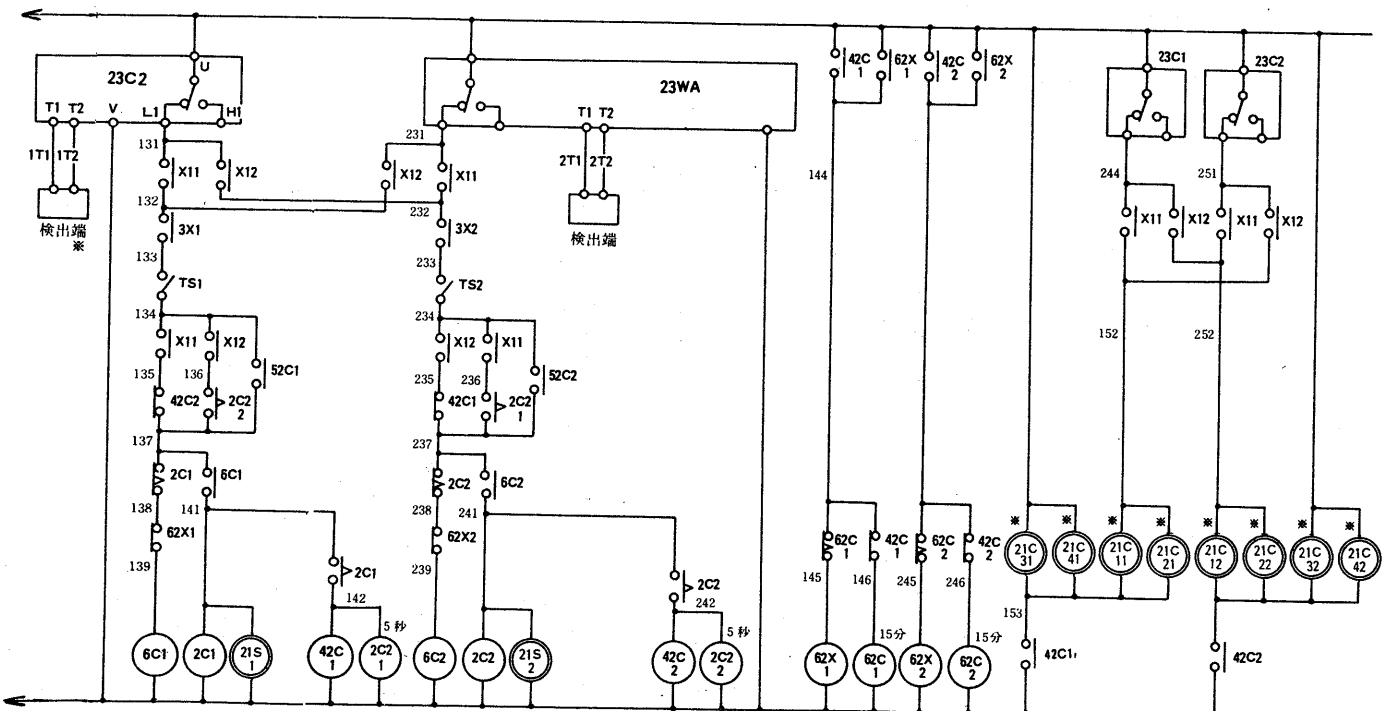 23C2
U
T1 T2 V L1 H1
1T1 1T2
検出端
※
131
X11 X12
132
3X1
133
TS1
134
X11 X12
52C1
135 136
42C2
2C2
2
137
2C1 6C1
138 141
62X1
139
2C1
142
5秒
6C1
2C1
21S
1
42C
1
2C2
1
23WA
T1 T2
2T1 2T2
検出端
231
X12 X11
232
3X2
233
TS2
234
X12 X11
52C2
235 236
42C1
2C2
1
237
2C2 6C2
238 241
62X2
239
2C2
242
5秒
6C2
2C2
21S
2
42C
2
2C2
2
42C
1
62X
1
42C
2
62X
2
144
62C
1
42C
1
62C
2
42C
2
145 146 245 246
15分 15分
62X
1
62C
1
62X
2
62C
2
23C1 23C2
244 251
X11 X12 X11 X12
152 252
※ ※ ※ ※ ※ ※ ※ ※
21C
31
21C
41
21C
11
21C
21
21C
12
21C
22
21C
32
21C
42
153
42C1
42C2